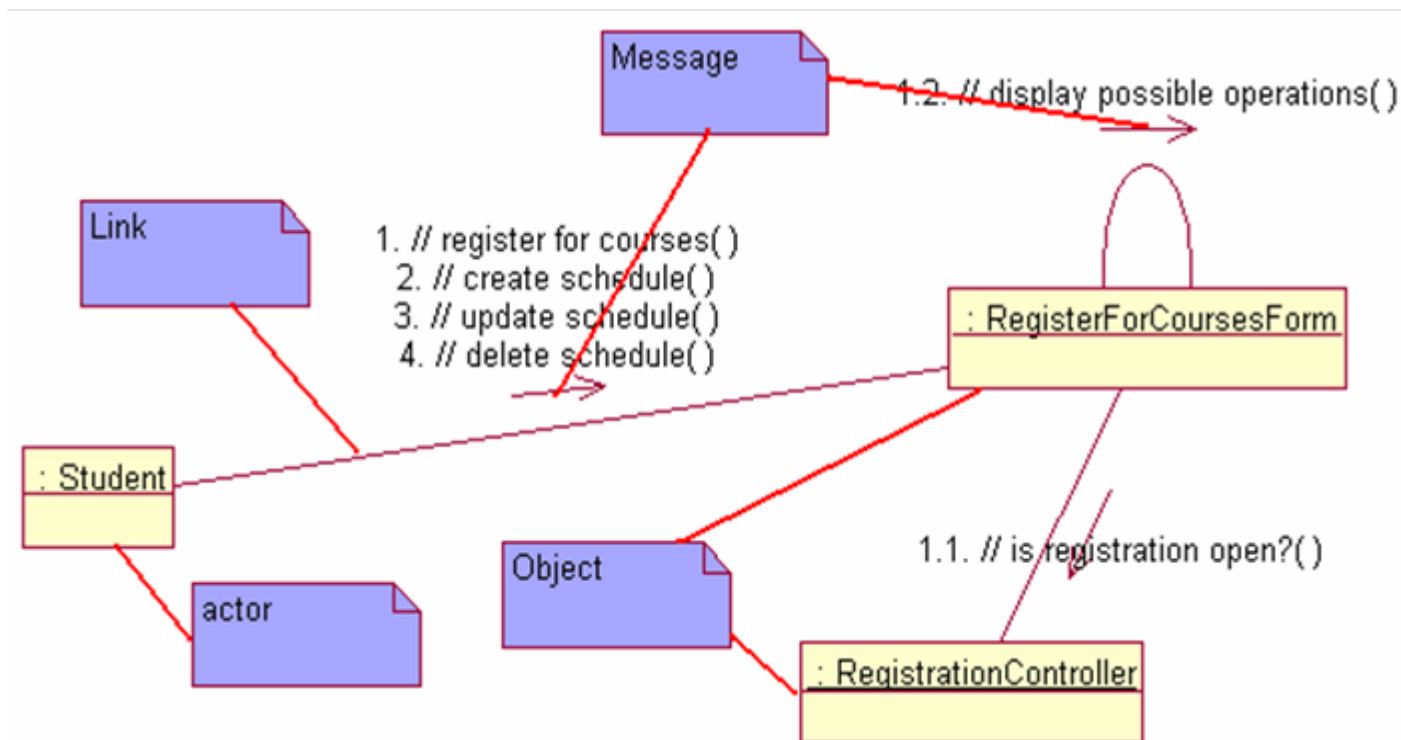 Message
1.2. // display possible operations( )
Link
1. // register for courses( )
2. // create schedule( )
3. // update schedule( )
4. // delete schedule( )
: RegisterForCoursesForm
: Student
Object
1.1. // is registration open?( )
actor
: RegistrationController